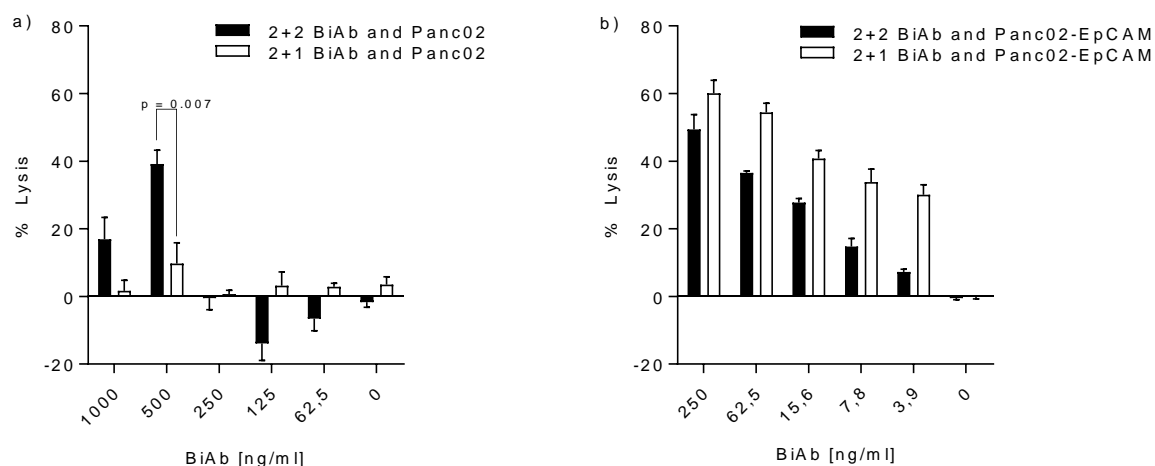 a)
2+2 BiAb and Panc02
2+1 BiAb and Panc02
p = 0.007
% Lysis
80
60
40
20
0
-20
1000 500 250 125 62,5 0
BiAb [ng/ml]
b)
2+2 BiAb and Panc02-EpCAM
2+1 BiAb and Panc02-EpCAM
% Lysis
80
60
40
20
0
-20
250 62,5 15,6 7,8 3,9 0
BiAb [ng/ml]